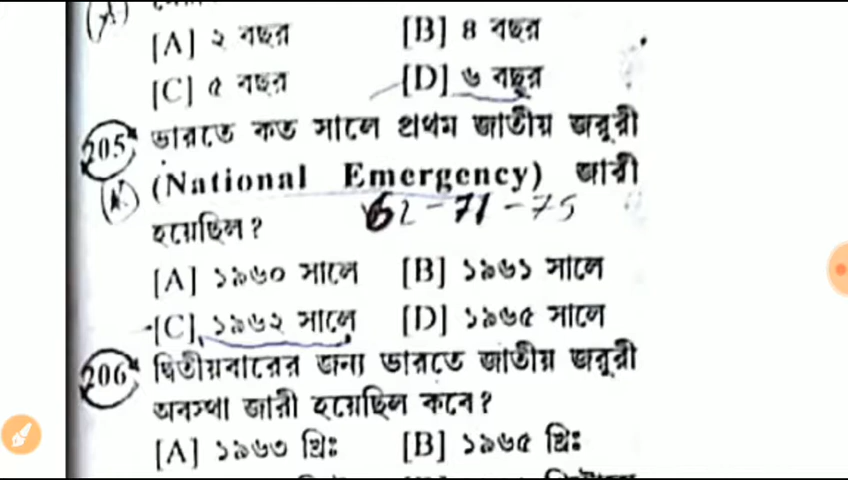 [A] ২ বছর [B] ৪ বছর
[C] ৫ বছর [D] ৬ বছর
205 ভারতে কত সালে প্রথম জাতীয় জরুরী
(National Emergency) জারী
62-71-75
হয়েছিল?
[A] ১৯৬০ সালে [B] ১৯৬১ সালে
[C] ১৯৬২ সালে [D] ১৯৬৫ সালে
206 দ্বিতীয়বারের জন্য ভারতে জাতীয় জরুরী
অবস্থা জারী হয়েছিল কবে?
[A] ১৯৬৩ খ্রিঃ [B] ১৯৬৫ খ্রিঃ